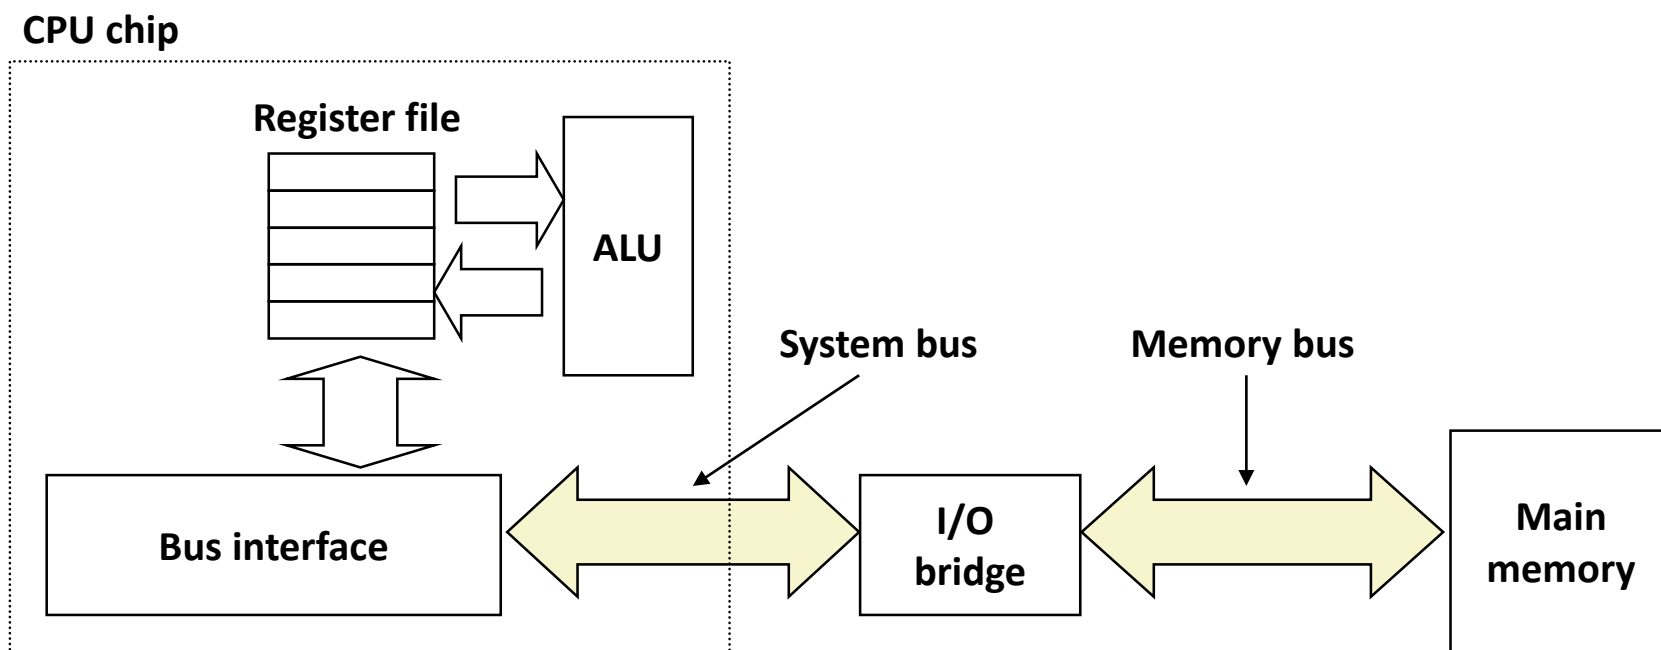 CPU chip
Register file
ALU
System bus
Memory bus
Bus interface
I/O
bridge
Main
memory